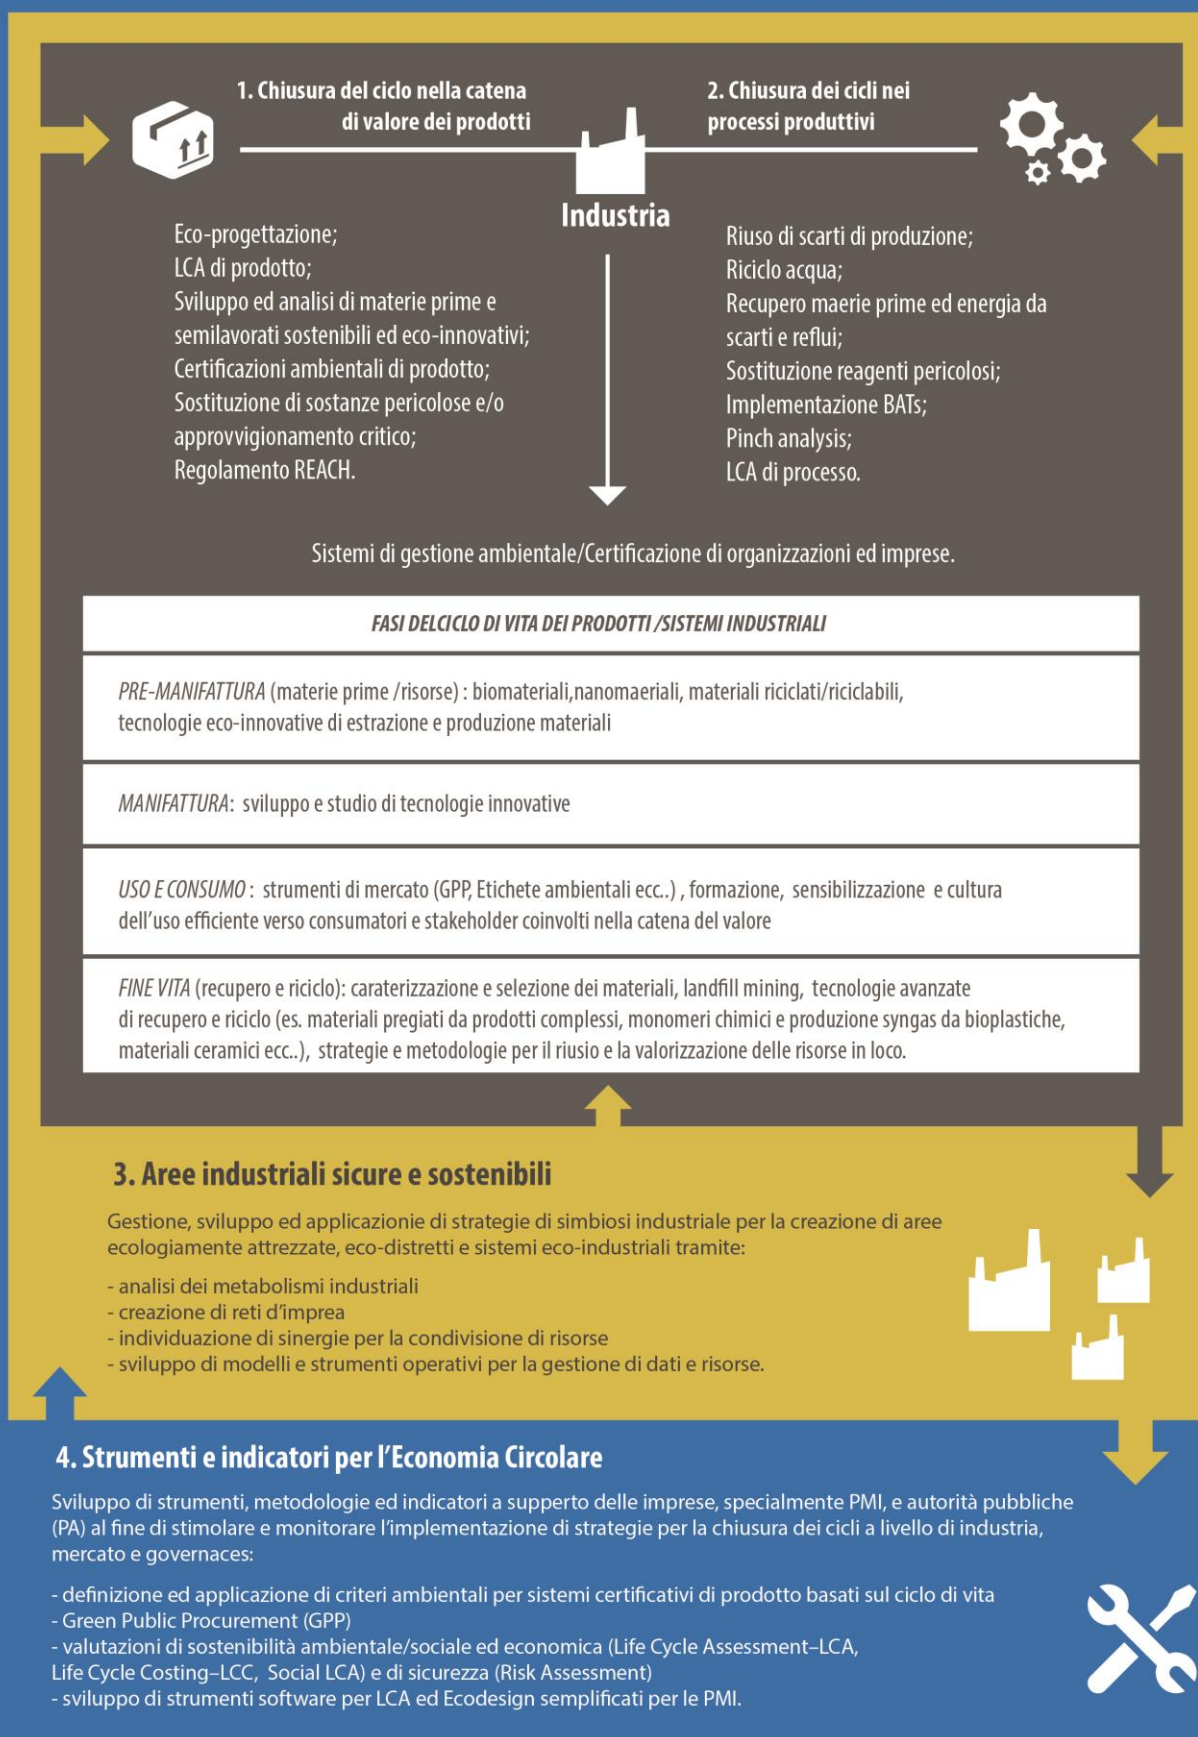 1. Chiusura del ciclo nella catena
di valore dei prodotti
2. Chiusura dei cicli nei
processi produttivi
Industria
Eco-progettazione;
LCA di prodotto;
Sviluppo ed analisi di materie prime e
semilavorati sostenibili ed eco-innovativi;
Certificazioni ambientali di prodotto;
Sostituzione di sostanze pericolose e/o
approvvigionamento critico;
Regolamento REACH.
Riuso di scarti di produzione;
Riciclo acqua;
Recupero maerie prime ed energia da
scarti e reflui;
Sostituzione reagenti pericolosi;
Implementazione BATs;
Pinch analysis;
LCA di processo.
Sistemi di gestione ambientale/Certificazione di organizzazioni ed imprese.
FASI DELCICLO DI VITA DEI PRODOTTI /SISTEMI INDUSTRIALI
PRE-MANIFATTURA (materie prime /risorse) : biomateriali,nanomaeriali, materiali riciclati/riciclabili,
tecnologie eco-innovative di estrazione e produzione materiali
MANIFATTURA: sviluppo e studio di tecnologie innovative
USO E CONSUMO : strumenti di mercato (GPP, Etichete ambientali ecc..) , formazione, sensibilizzazione e cultura
dell'uso efficiente verso consumatori e stakeholder coinvolti nella catena del valore
FINE VITA (recupero e riciclo): caraterizzazione e selezione dei materiali, landfill mining, tecnologie avanzate
di recupero e riciclo (es. materiali pregiati da prodotti complessi, monomeri chimici e produzione syngas da bioplastiche,
materiali ceramici ecc..), strategie e metodologie per il riusio e la valorizzazione delle risorse in loco.
3. Aree industriali sicure e sostenibili
Gestione, sviluppo ed applicazionie di strategie di simbiosi industriale per la creazione di aree
ecologiamente attrezzate, eco-distretti e sistemi eco-industriali tramite:
- analisi dei metabolismi industriali
- creazione di reti d'imprea
- individuazione di sinergie per la condivisione di risorse
- sviluppo di modelli e strumenti operativi per la gestione di dati e risorse.
4. Strumenti e indicatori per l'Economia Circolare
Sviluppo di strumenti, metodologie ed indicatori a supperto delle imprese, specialmente PMI, e autorità pubbliche
(PA) al fine di stimolare e monitorare l'implementazione di strategie per la chiusura dei cicli a livello di industria,
mercato e governaces:
- definizione ed applicazione di criteri ambientali per sistemi certificativi di prodotto basati sul ciclo di vita
- Green Public Procurement (GPP)
- valutazioni di sostenibilità ambientale/sociale ed economica (Life Cycle Assessment–LCA,
Life Cycle Costing–LCC, Social LCA) e di sicurezza (Risk Assessment)
- sviluppo di strumenti software per LCA ed Ecodesign semplificati per le PMI.